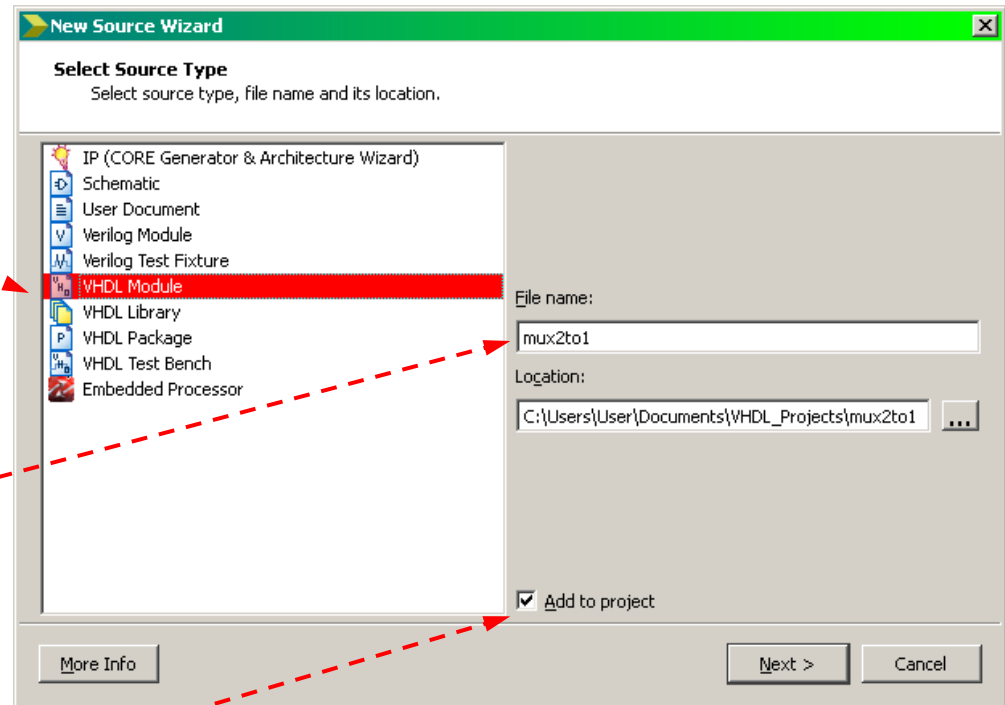 New Source Wizard
Select Source Type
Select source type, file name and its location.
IP (CORE Generator & Architecture Wizard)
Schematic
User Document
Verilog Module
Verilog Test Fixture
VHDL Module
VHDL Library
VHDL Package
VHDL Test Bench
Embedded Processor
File name:
mux2to1
Location:
C:\Users\User\Documents\VHDL_Projects\mux2to1
...
Add to project
More Info
Next >
Cancel